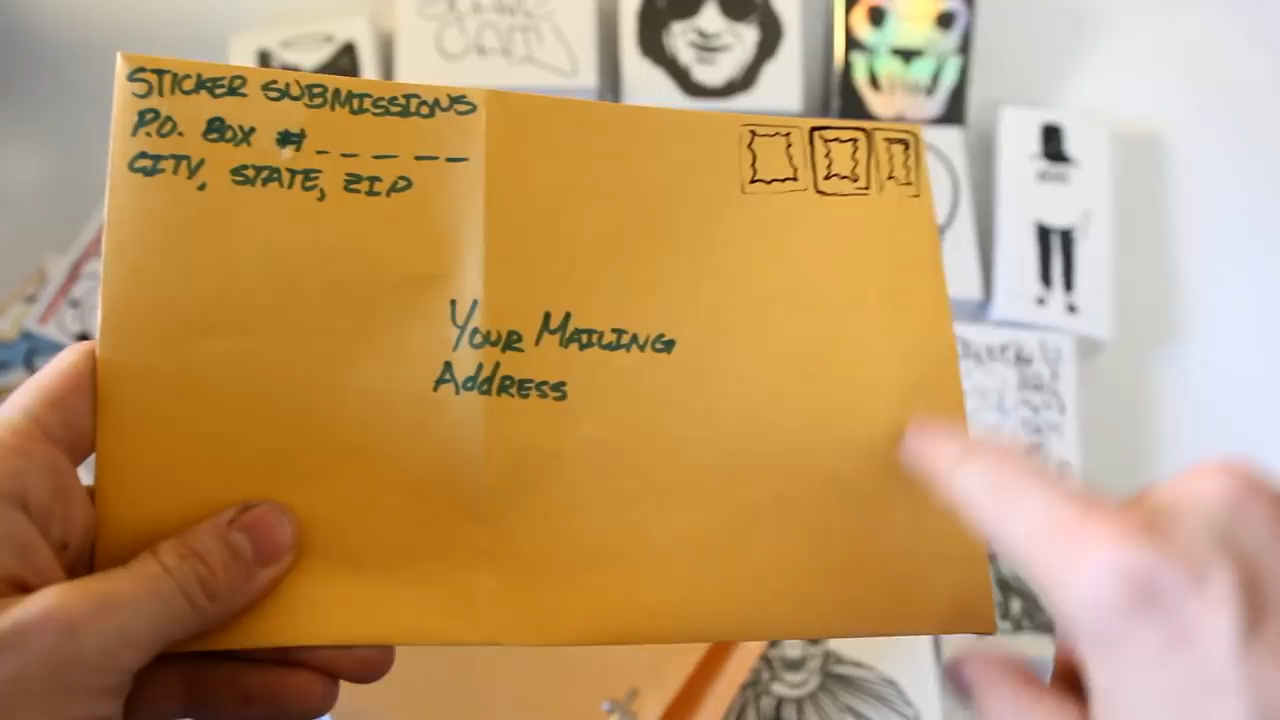 STICKER SUBMISSIONS
P.O. BOX # _ _ _ _ _
CITY, STATE, ZIP
YOUR MAILING
ADDRESS